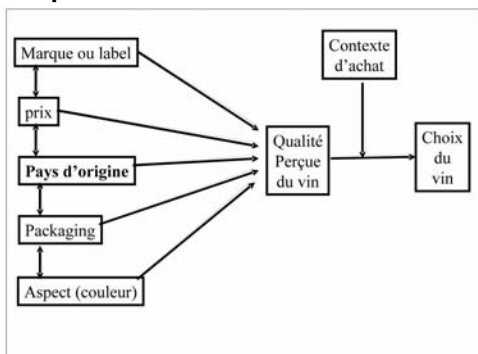 Marque ou label
prix
Pays d'origine
Packaging
Aspect (couleur)
Qualité
Perçue
du vin
Contexte
d'achat
Choix
du
vin